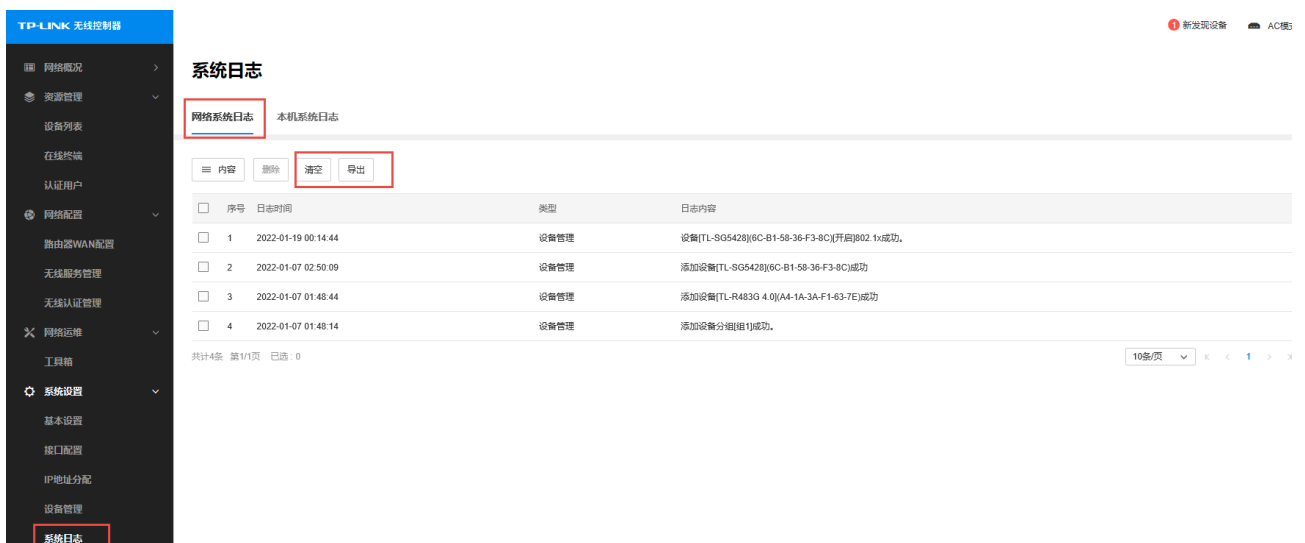 TP-LINK 无线控制器
1 新发现设备 AC模式
网络概况
资源管理
设备列表
在线终端
认证用户
网络配置
路由器WAN配置
无线服务管理
无线认证管理
网络运维
工具箱
系统设置
基本设置
接口配置
IP地址分配
设备管理
系统日志
系统日志
网络系统日志 本机系统日志
内容 删除 清空 导出
序号 日志时间 类型 日志内容
1 2022-01-19 00:14:44 设备管理 设备[TL-SG5428](6C-B1-58-36-F3-8C)[开启]802.1x成功。
2 2022-01-07 02:50:09 设备管理 添加设备[TL-SG5428](6C-B1-58-36-F3-8C)成功
3 2022-01-07 01:48:44 设备管理 添加设备[TL-R483G 4.0](A4-1A-3A-F1-63-7E)成功
4 2022-01-07 01:48:14 设备管理 添加设备分组[组1]成功。
共计4条 第1/1页 已选 : 0
10条/页 1